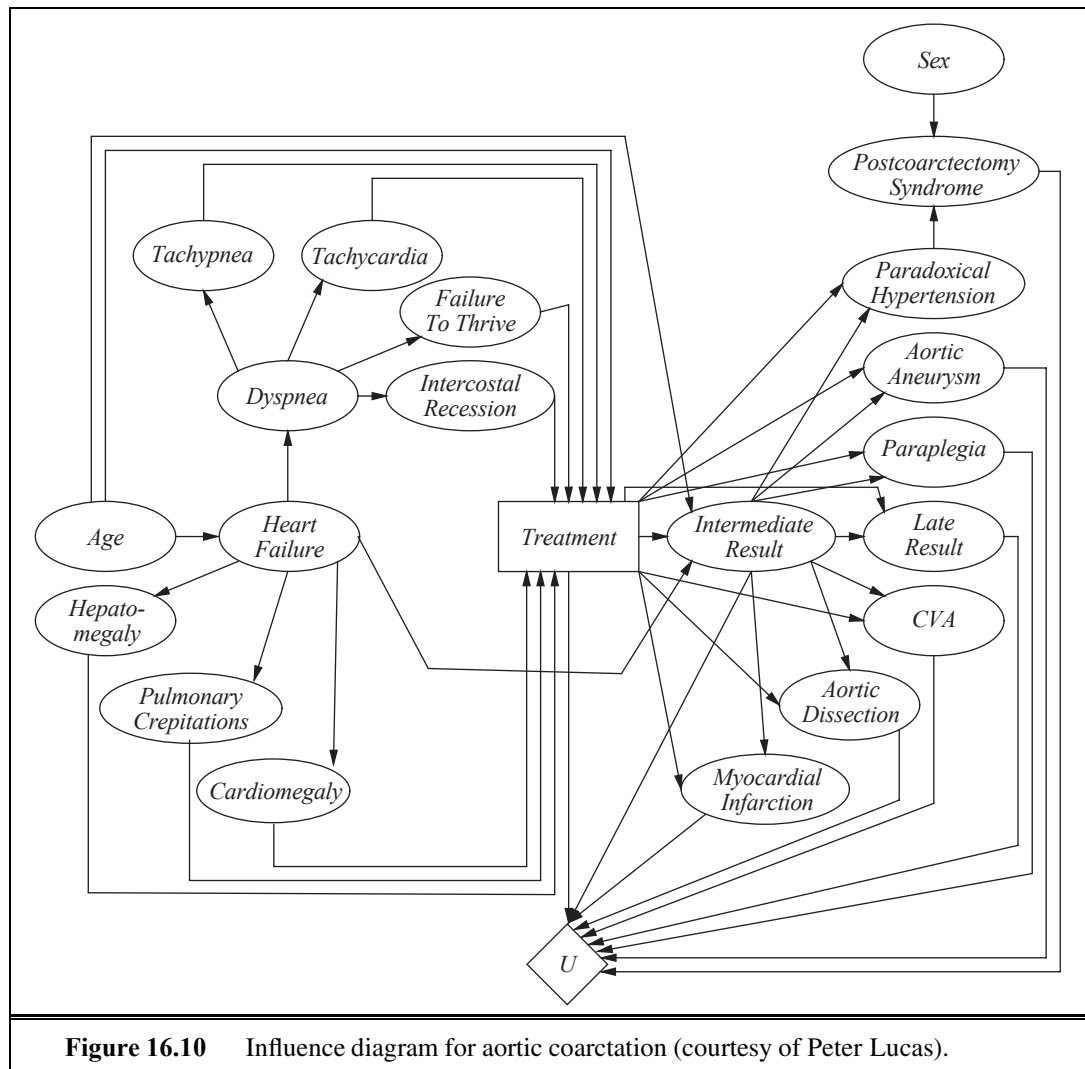 Sex
Postcoarctectomy
Syndrome
Tachypnea
Tachycardia
Paradoxical
Hypertension
Failure
To Thrive
Aortic
Aneurysm
Dyspnea
Intercostal
Recession
Paraplegia
Age
Heart
Failure
Treatment
Intermediate
Result
Late
Result
Hepato-
megaly
CVA
Pulmonary
Crepitations
Aortic
Dissection
Cardiomegaly
Myocardial
Infarction
U
Figure 16.10 Influence diagram for aortic coarctation (courtesy of Peter Lucas).